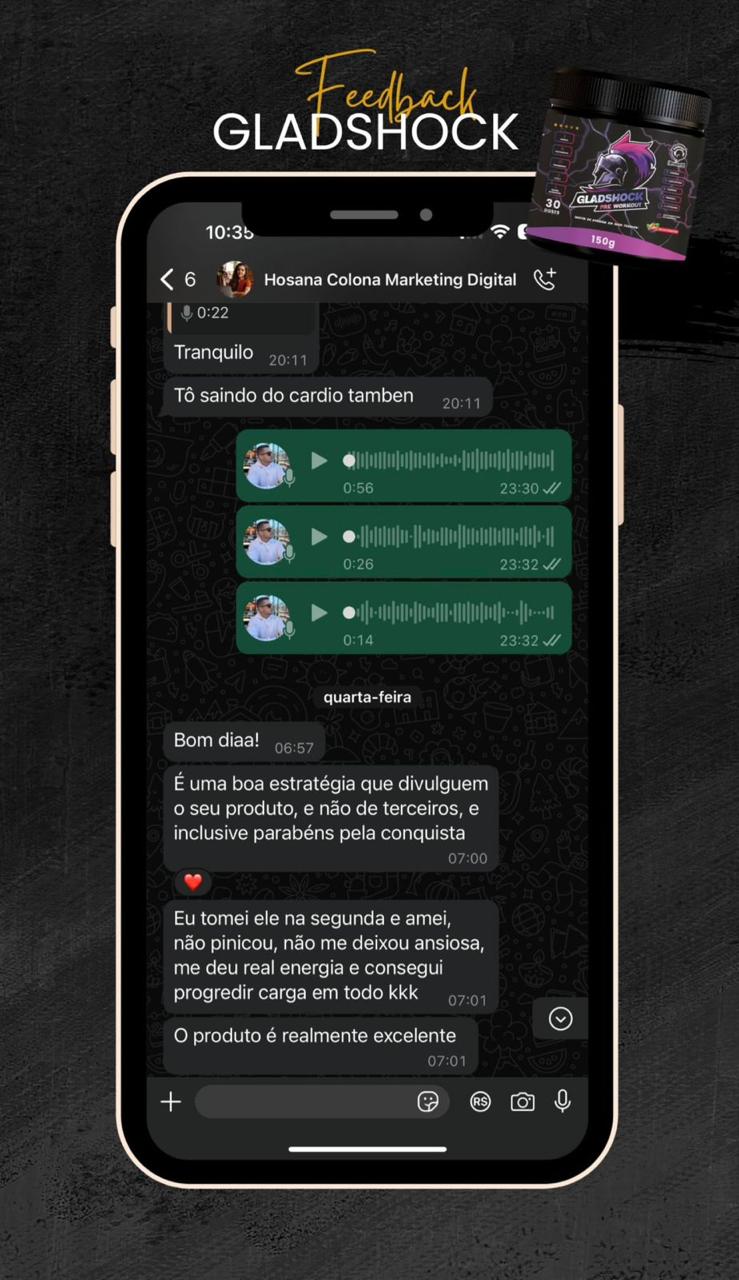 Feedback
GLADSHOCK
GLADSHOCK
PRE WORKOUT
30
150g
10:35
6
Hosana Colona Marketing Digital
0:22
Tranquilo 20:11
Tô saindo do cardio tamben 20:11
0:56 23:30
0:26 23:32
0:14 23:32
quarta-feira
Bom diaa! 06:57
É uma boa estratégia que divulguem
o seu produto, e não de terceiros, e
inclusive parabéns pela conquista
07:00
Eu tomei ele na segunda e amei,
não pinicou, não me deixou ansiosa,
me deu real energia e consegui
progredir carga em todo kkk 07:01
O produto é realmente excelente
07:01
R$